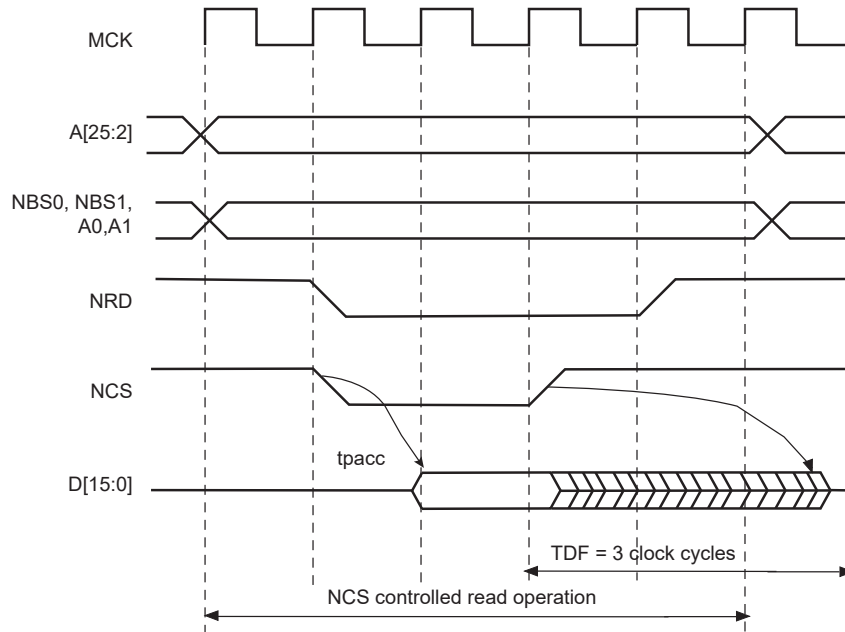 MCK
A[25:2]
NBS0, NBS1,
A0,A1
NRD
NCS
tpacc
D[15:0]
TDF = 3 clock cycles
NCS controlled read operation